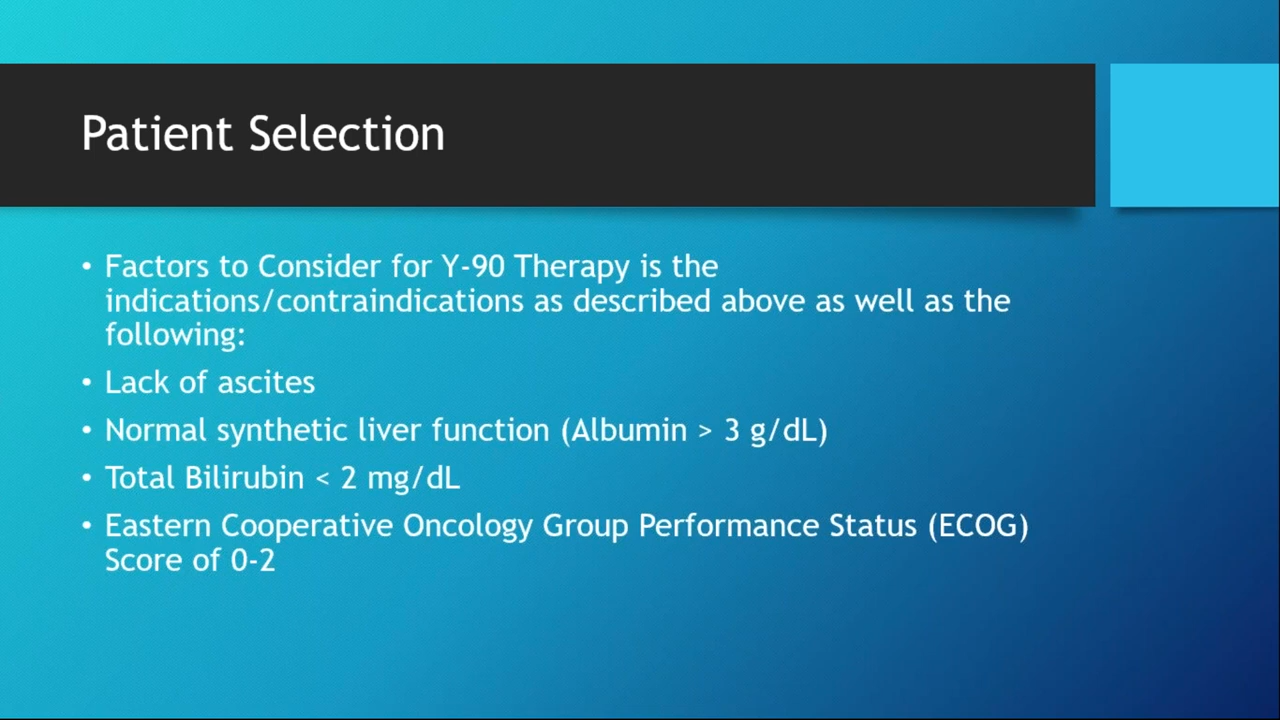 Patient Selection
• Factors to Consider for Y-90 Therapy is the
indications/contraindications as described above as well as the
following:
• Lack of ascites
• Normal synthetic liver function (Albumin > 3 g/dL)
• Total Bilirubin < 2 mg/dL
• Eastern Cooperative Oncology Group Performance Status (ECOG)
Score of 0-2